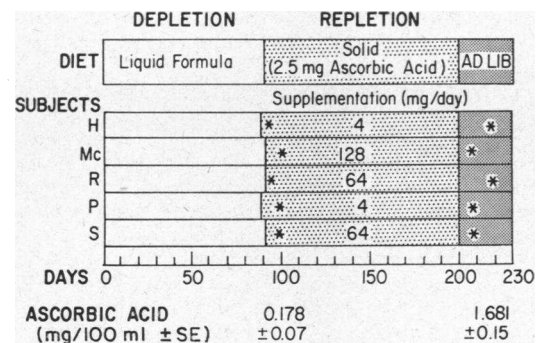 DEPLETION REPLETION
DIET Liquid Formula Solid (2.5 mg Ascorbic Acid) AD LIB
SUBJECTS Supplementation (mg/day)
H * 4 *
Mc * 128 *
R * 64 *
P * 4 *
S * 64 *
DAYS 0 50 100 150 200 230
ASCORBIC ACID 0.178 1.681
(mg/100 ml ± SE) ±0.07 ±0.15